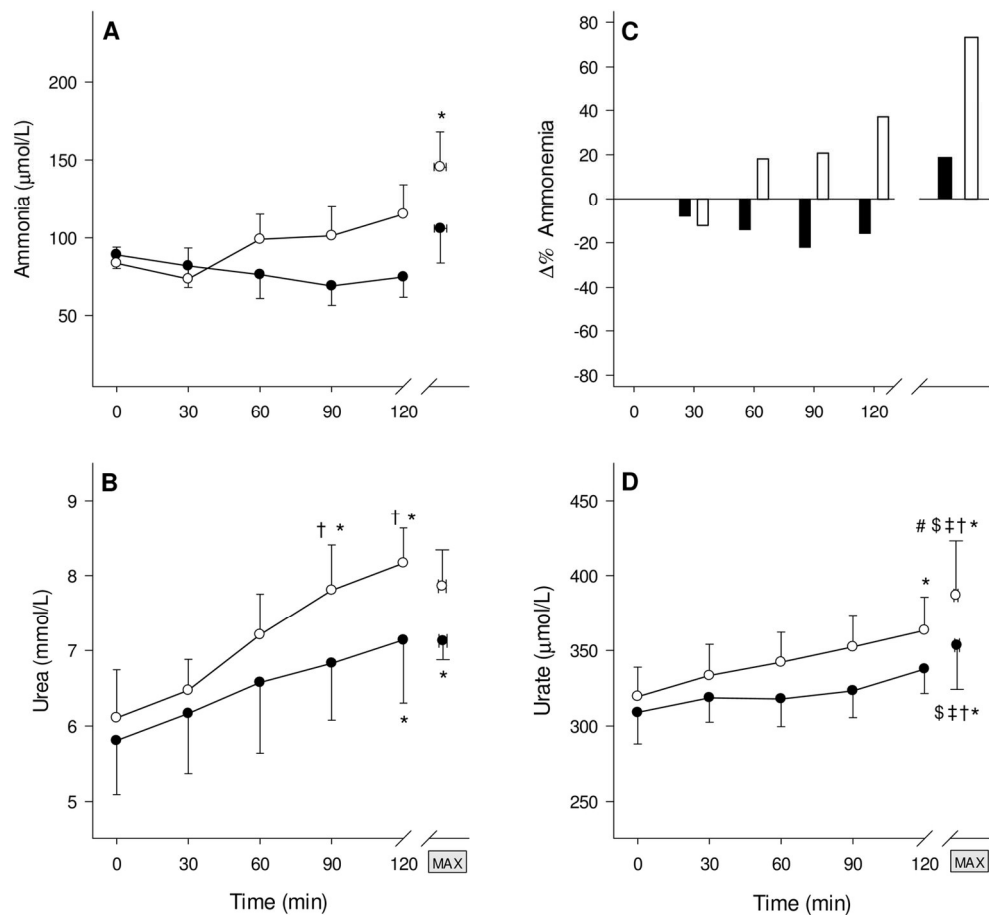 A
200
150
100
50
Ammonia (µmol/L)
*
0 30 60 90 120
C
80
60
40
20
0
-20
-40
-60
-80
Δ% Ammonemia
0 30 60 90 120
B
9
8
7
6
5
Urea (mmol/L)
† * † *
*
*
0 30 60 90 120 MAX
Time (min)
D
450
400
350
300
250
Urate (µmol/L)
# $ ‡ † *
*
$ ‡ † *
0 30 60 90 120 MAX
Time (min)